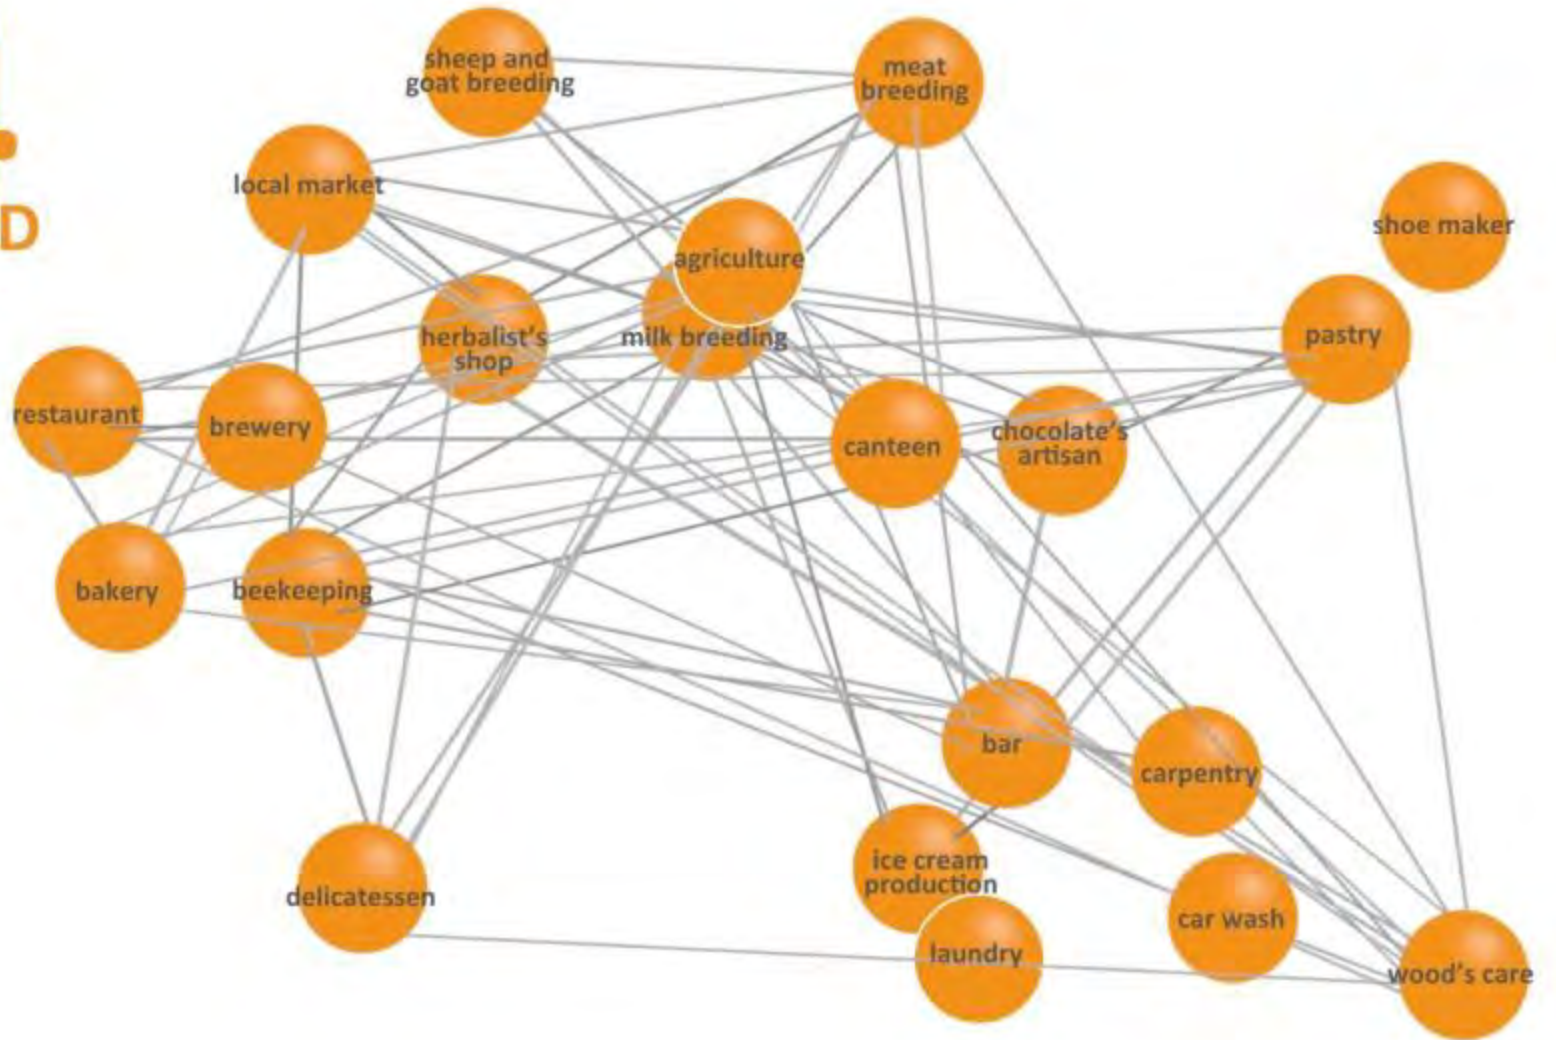 sheep and
goat breeding
meat
breeding
local market
D
shoe maker
agriculture
herbalist's
shop
milk breeding
pastry
restaurant
brewery
canteen
chocolate's
artisan
bakery
beekeeping
bar
carpentry
ice cream
production
delicatessen
car wash
laundry
wood's care